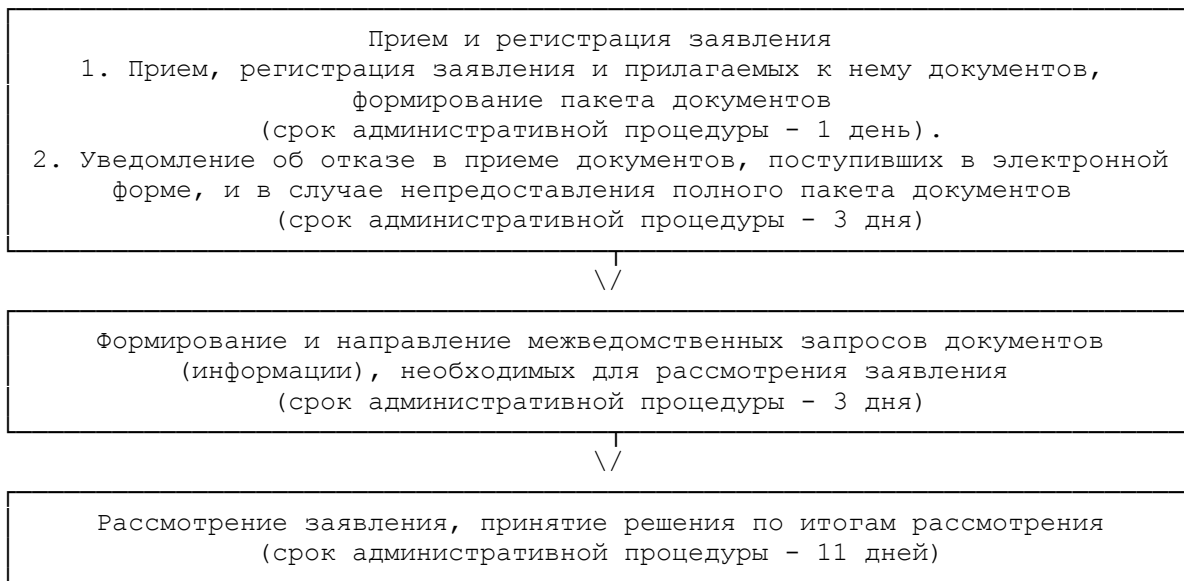 Прием и регистрация заявления
1. Прием, регистрация заявления и прилагаемых к нему документов,
формирование пакета документов
(срок административной процедуры - 1 день).
2. Уведомление об отказе в приеме документов, поступивших в электронной
форме, и в случае непредоставления полного пакета документов
(срок административной процедуры - 3 дня)
\/
Формирование и направление межведомственных запросов документов
(информации), необходимых для рассмотрения заявления
(срок административной процедуры - 3 дня)
\/
Рассмотрение заявления, принятие решения по итогам рассмотрения
(срок административной процедуры - 11 дней)